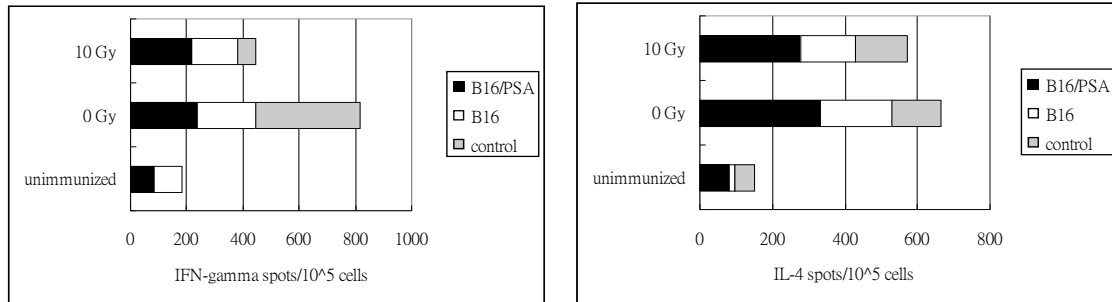 10 Gy
0 Gy
unimmunized
0 200 400 600 800 1000
IFN-gamma spots/10^5 cells
B16/PSA
B16
control
10 Gy
0 Gy
unimmunized
0 200 400 600 800
IL-4 spots/10^5 cells
B16/PSA
B16
control